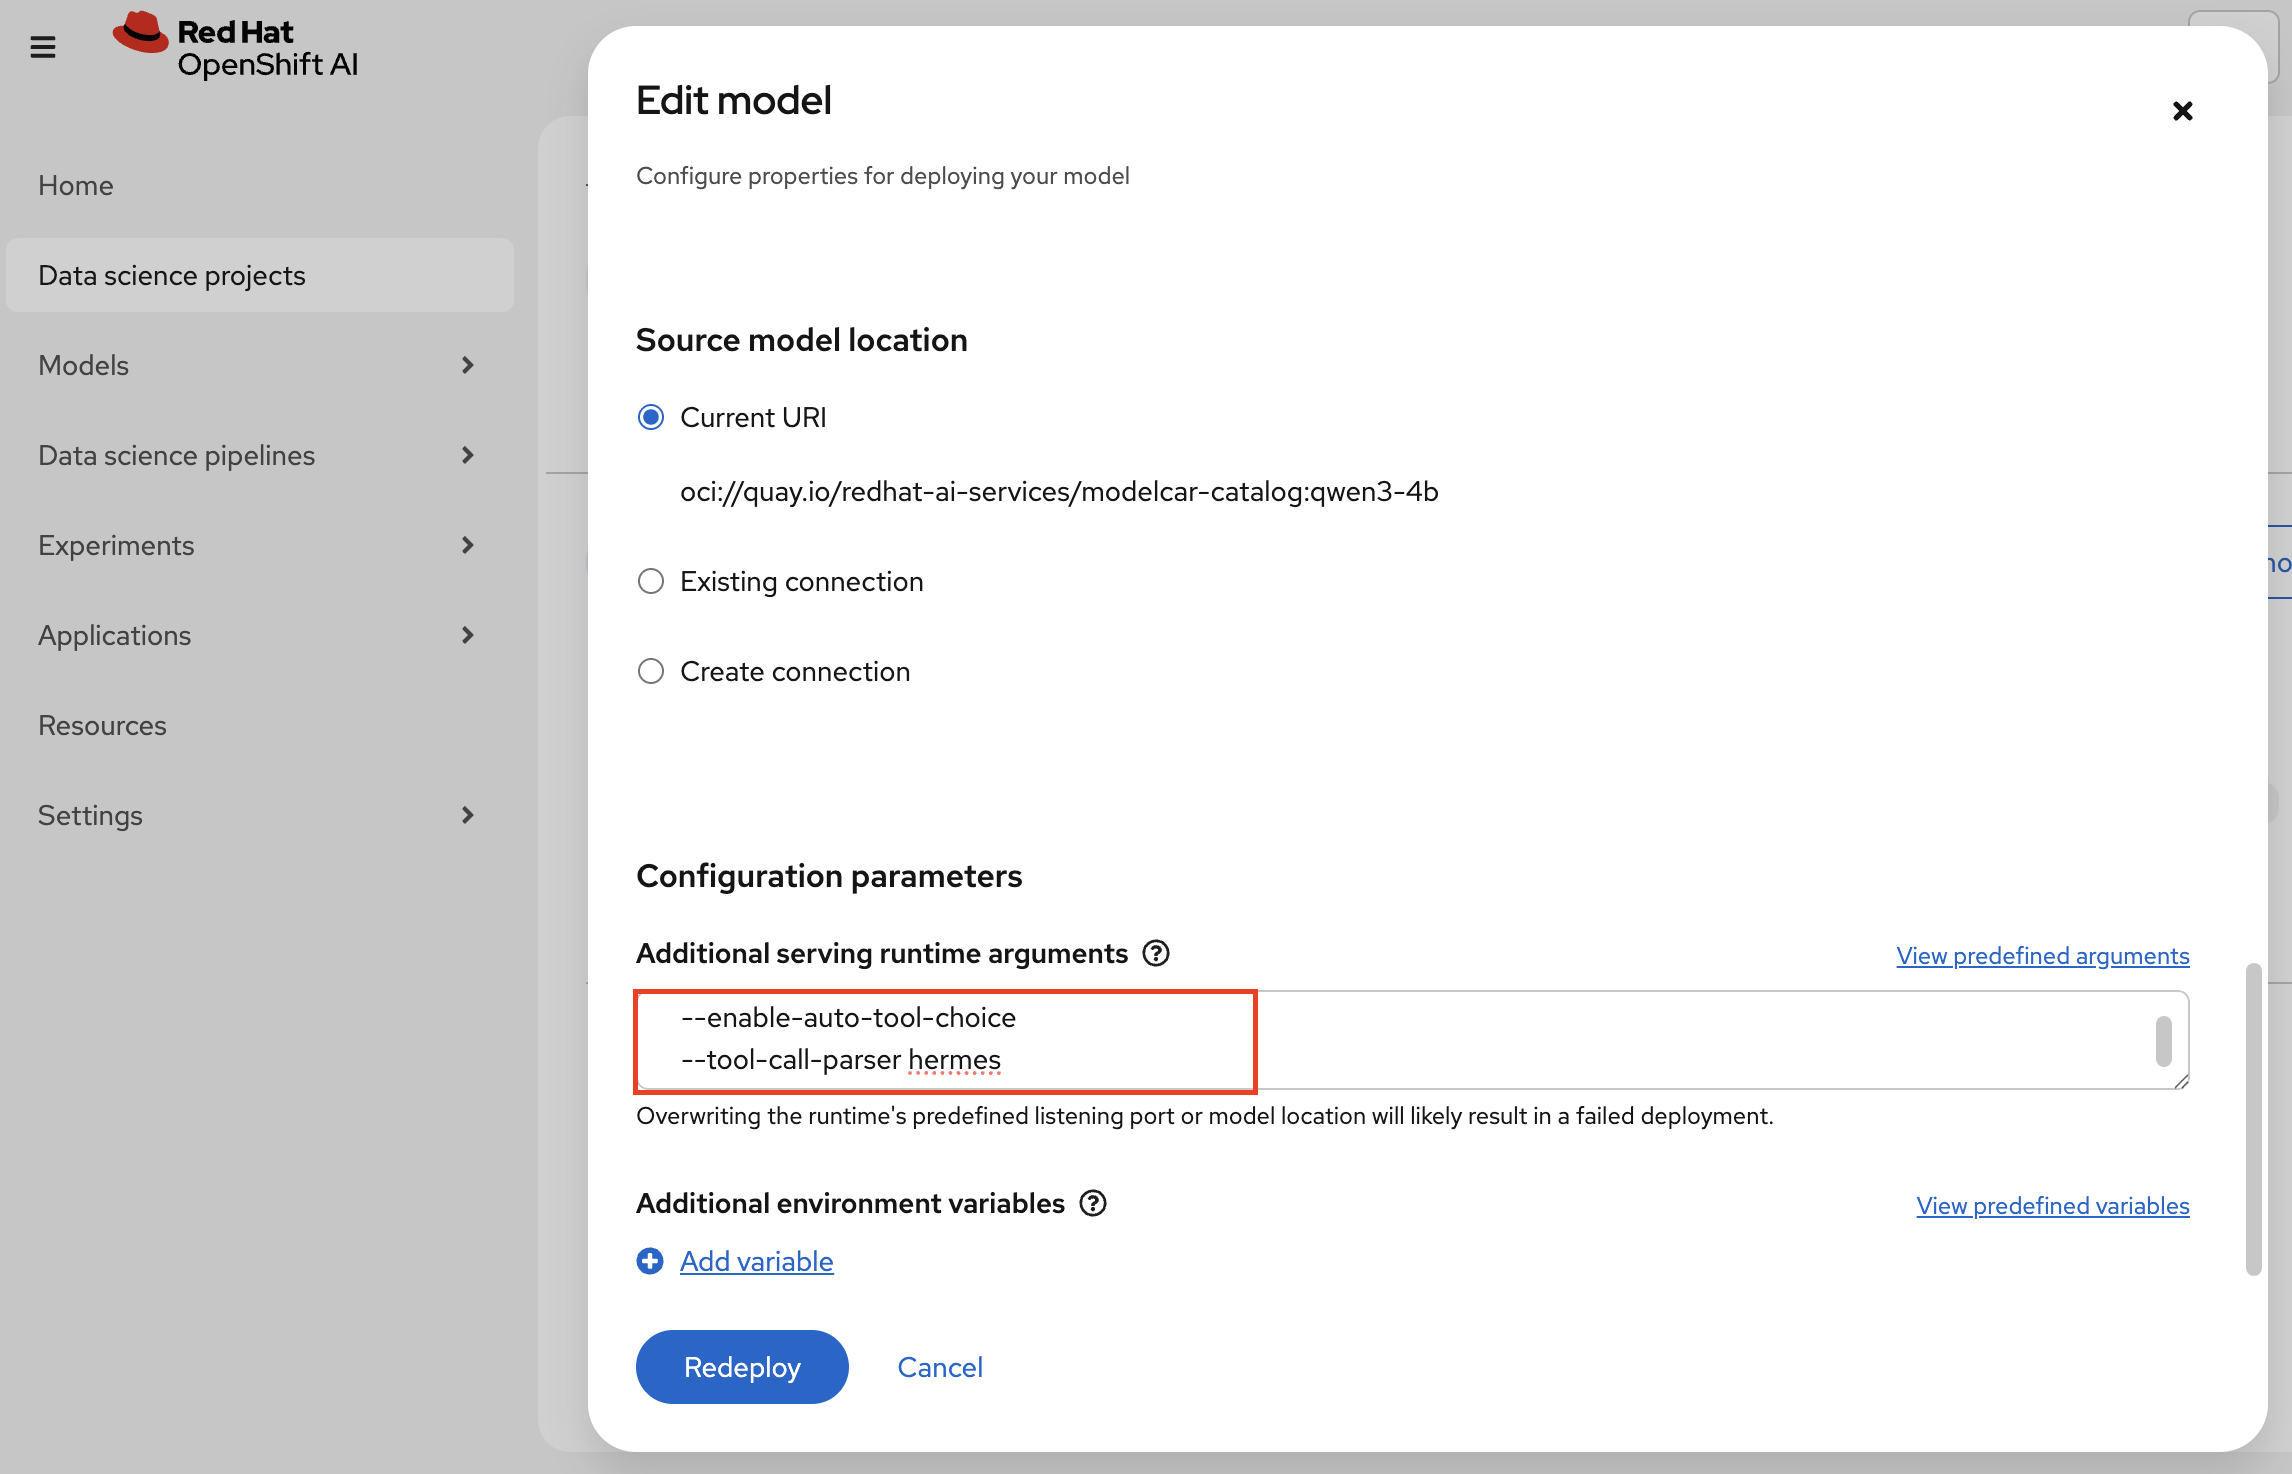 Red Hat
OpenShift AI
Home
Data science projects
Models
Data science pipelines
Experiments
Applications
Resources
Settings
Edit model
Configure properties for deploying your model
Source model location
Current URI
oci://quay.io/redhat-ai-services/modelcar-catalog:qwen3-4b
Existing connection
Create connection
Configuration parameters
Additional serving runtime arguments
View predefined arguments
--enable-auto-tool-choice
--tool-call-parser hermes
Overwriting the runtime's predefined listening port or model location will likely result in a failed deployment.
Additional environment variables
View predefined variables
Add variable
Redeploy
Cancel